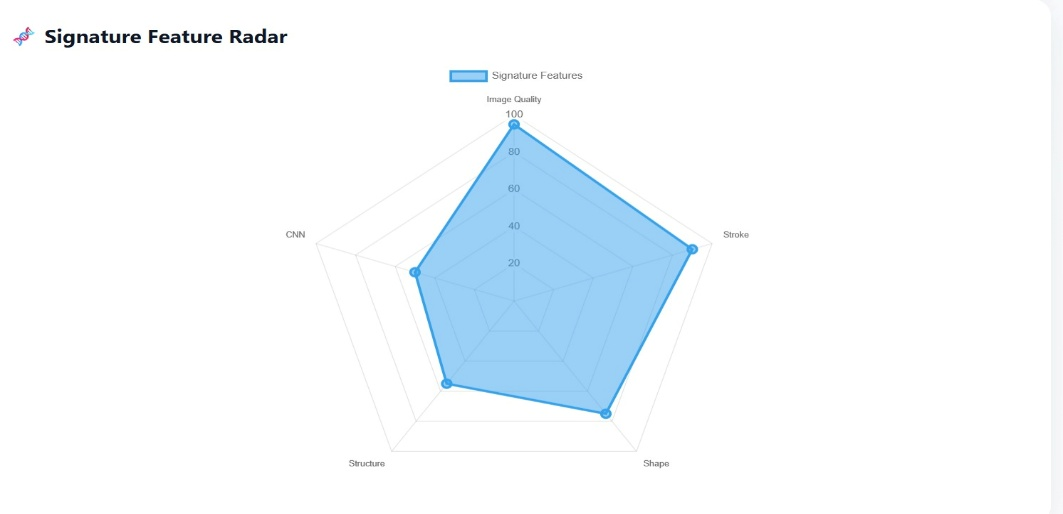 🧬 Signature Feature Radar
Signature Features
Image Quality
100
80
60
40
20
CNN
Stroke
Structure
Shape